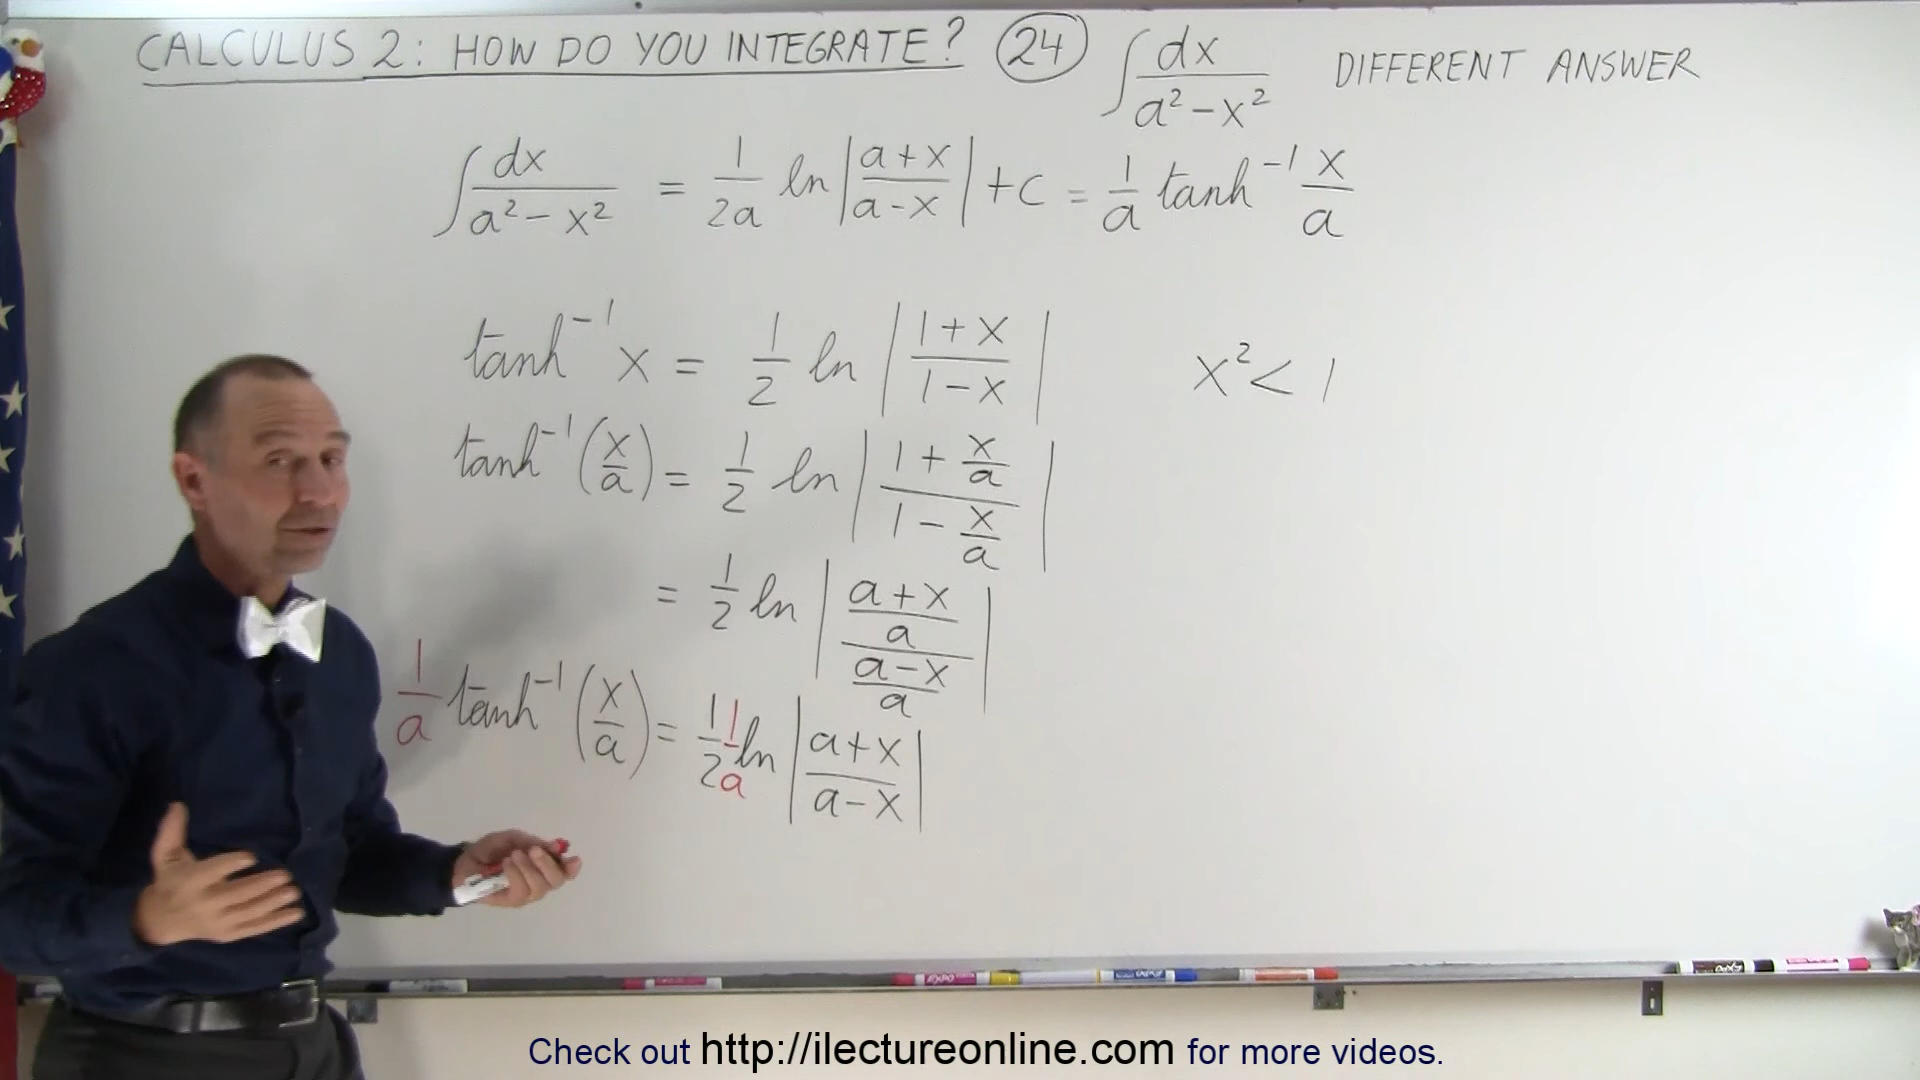 CALCULUS 2: HOW DO YOU INTEGRATE? 24 ∫ dx/(a²-x²) DIFFERENT ANSWER
∫ dx/(a²-x²) = 1/(2a) ln |(a+x)/(a-x)| + C = 1/a tanh⁻¹ x/a
tanh⁻¹ x = 1/2 ln |(1+x)/(1-x)| x² < 1
tanh⁻¹(x/a) = 1/2 ln |(1+x/a)/(1-x/a)|
= 1/2 ln |((a+x)/a)/((a-x)/a)|
1/a tanh⁻¹(x/a) = 1/2 1/a ln |(a+x)/(a-x)|
Check out http://ilectureonline.com for more videos.